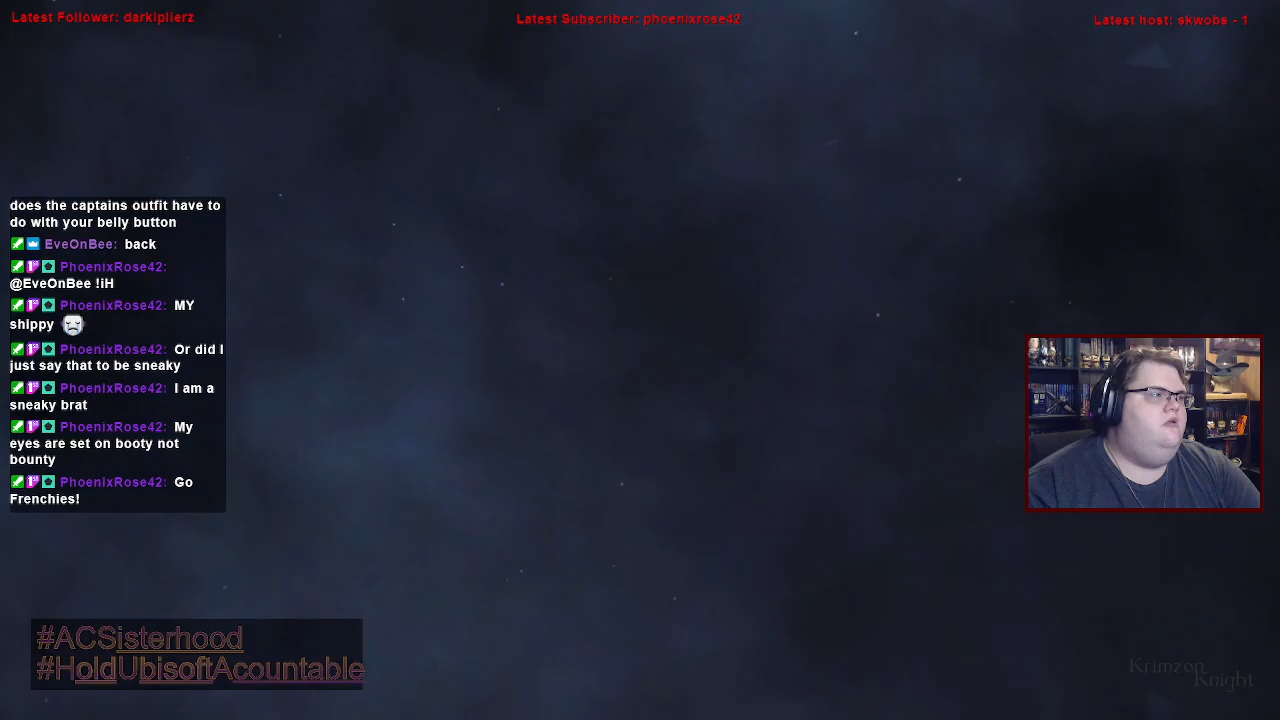 Latest Follower: darkiplierz
Latest Subscriber: phoenixrose42
Latest host: skwobs - 1
does the captains outfit have to
do with your belly button
EveOnBee: back
PhoenixRose42:
@EveOnBee !iH
PhoenixRose42: MY
shippy
PhoenixRose42: Or did I
just say that to be sneaky
PhoenixRose42: I am a
sneaky brat
PhoenixRose42: My
eyes are set on booty not
bounty
PhoenixRose42: Go
Frenchies!
#ACSisterhood
#HoldUbisoftAcountable
Krimzon
Knight